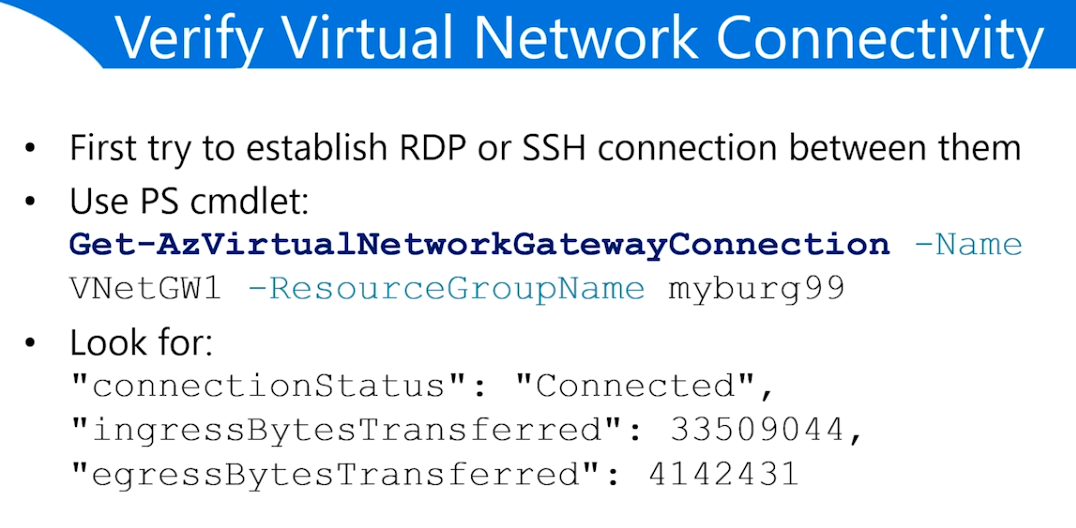 Verify Virtual Network Connectivity
• First try to establish RDP or SSH connection between them
• Use PS cmdlet:
Get-AzVirtualNetworkGatewayConnection -Name
VNetGW1 -ResourceGroupName myburg99
• Look for:
"connectionStatus": "Connected",
"ingressBytesTransferred": 33509044,
"egressBytesTransferred": 4142431